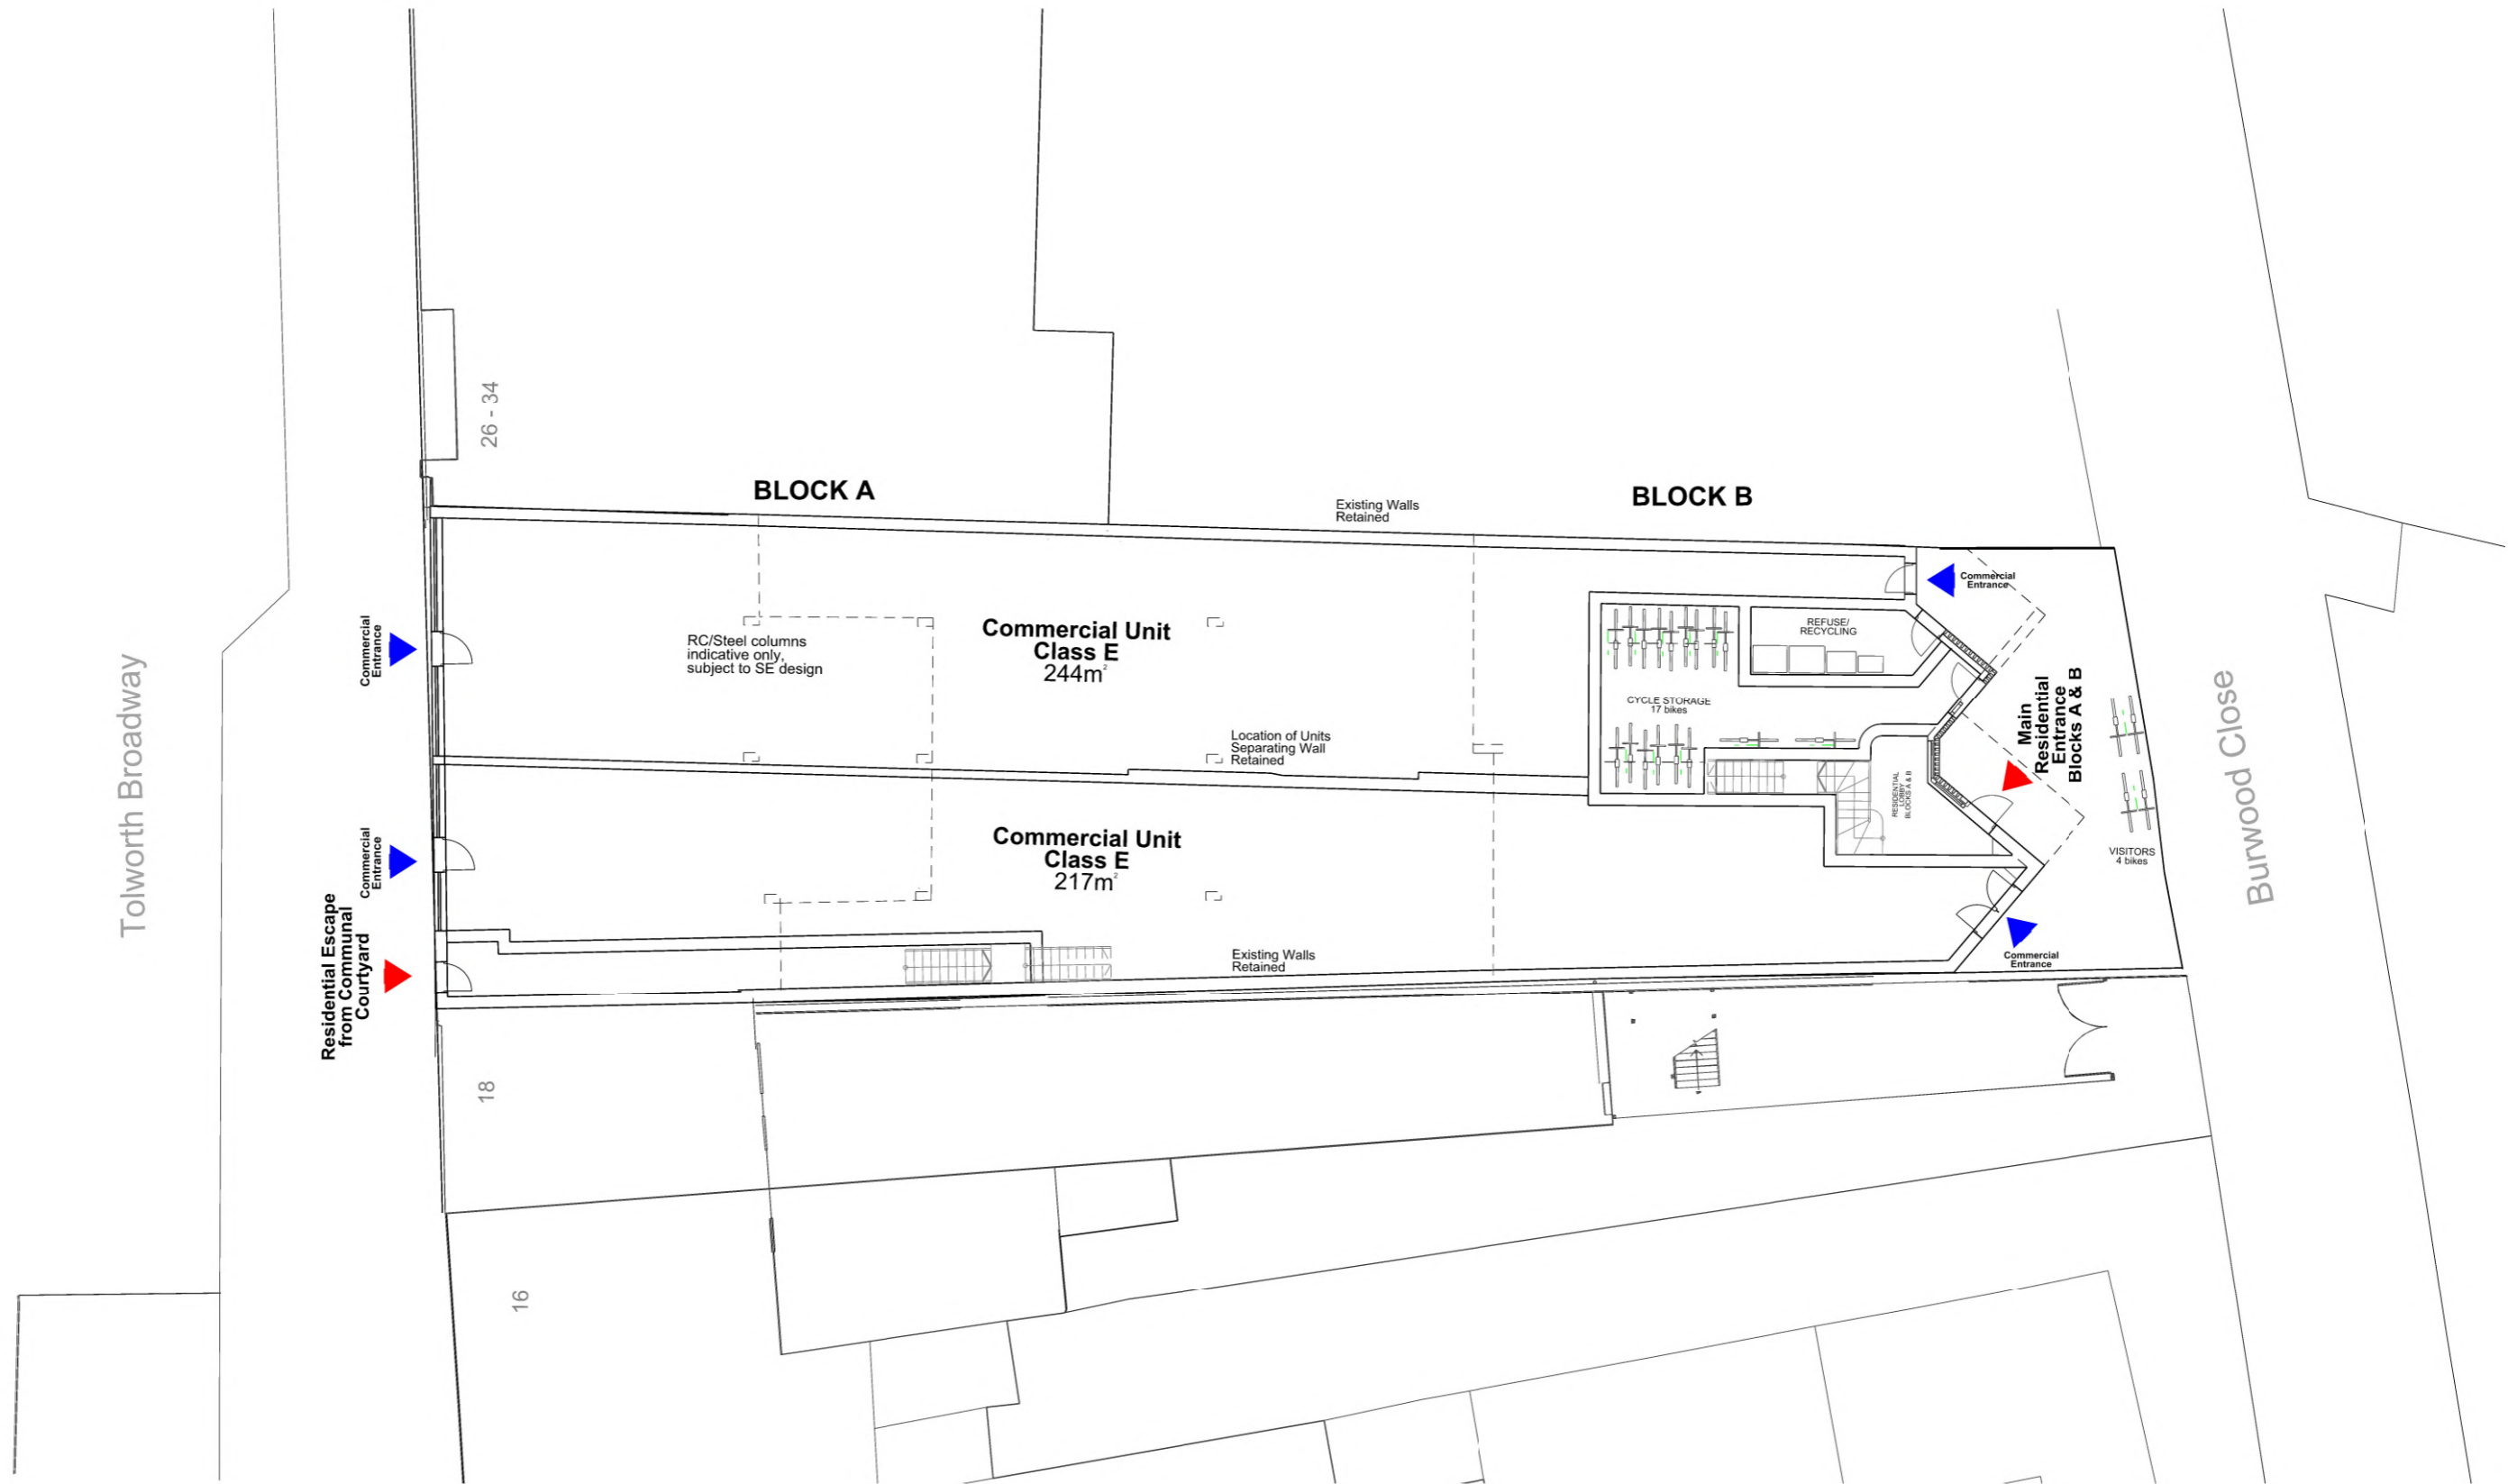 26 - 34
BLOCK A
BLOCK B
Existing Walls
Retained
Commercial
Entrance
Commercial
Entrance
RC/Steel columns
indicative only,
subject to SE design
Commercial Unit
Class E
244m²
REFUSE/
RECYCLING
CYCLE STORAGE
17 bikes
Location of Units
Separating Wall
Retained
Main
Residential
Entrance
Blocks A & B
RESIDENTIAL
LOBBY
BLOCKS A & B
Tolworth Broadway
Burwood Close
Commercial
Entrance
Commercial Unit
Class E
217m²
VISITORS
4 bikes
Residential Escape
from Communal
Courtyard
Existing Walls
Retained
Commercial
Entrance
18
16